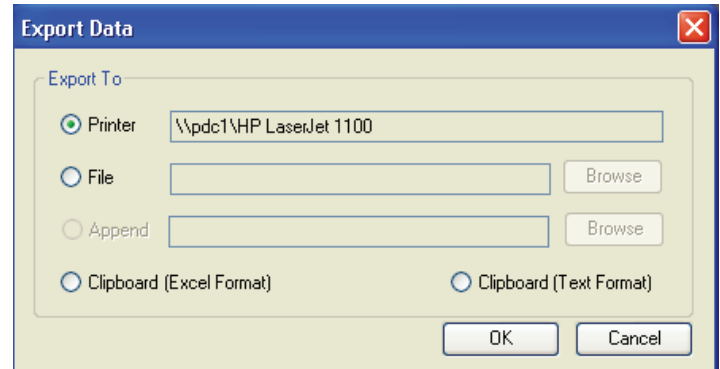 Export Data
Export To
Printer \\pdc1\HP LaserJet 1100
File Browse
Append Browse
Clipboard (Excel Format) Clipboard (Text Format)
OK Cancel